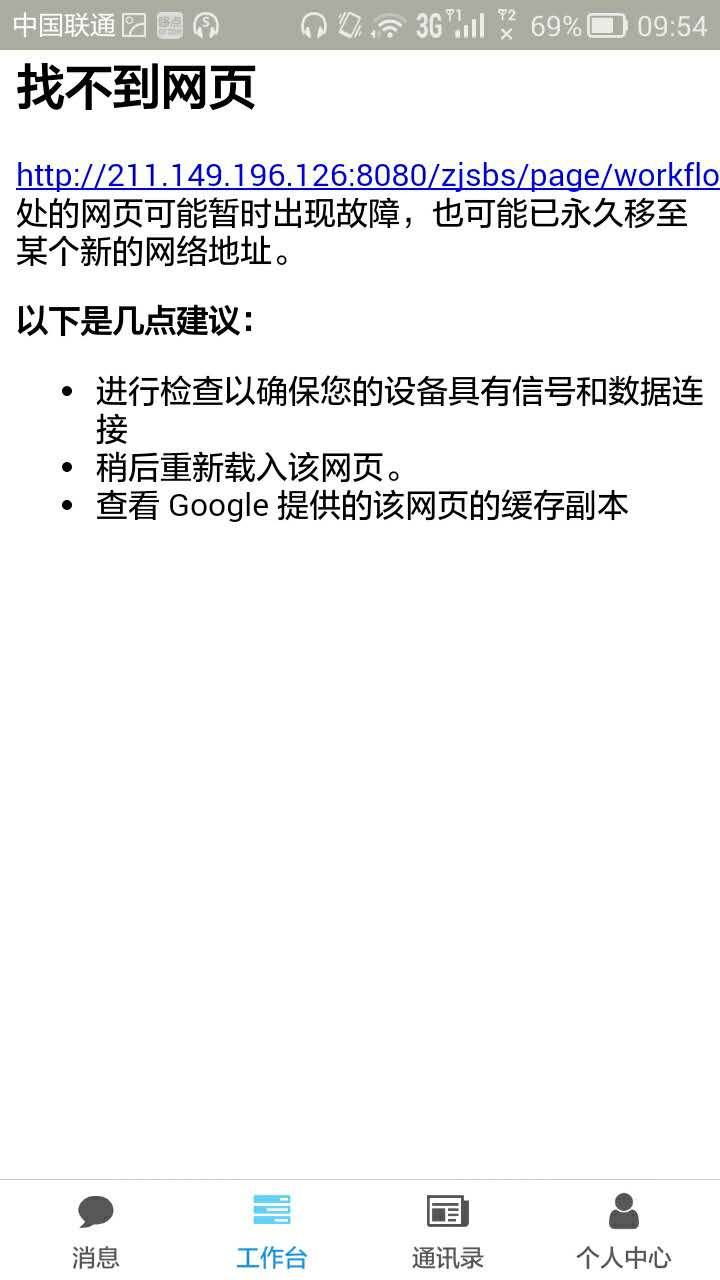 中国联通 3G 1 2 69% 09:54
找不到网页
http://211.149.196.126:8080/zjsbs/page/workflo
处的网页可能暂时出现故障，也可能已永久移至
某个新的网络地址。
以下是几点建议：
• 进行检查以确保您的设备具有信号和数据连
接
• 稍后重新载入该网页。
• 查看 Google 提供的该网页的缓存副本
消息 工作台 通讯录 个人中心